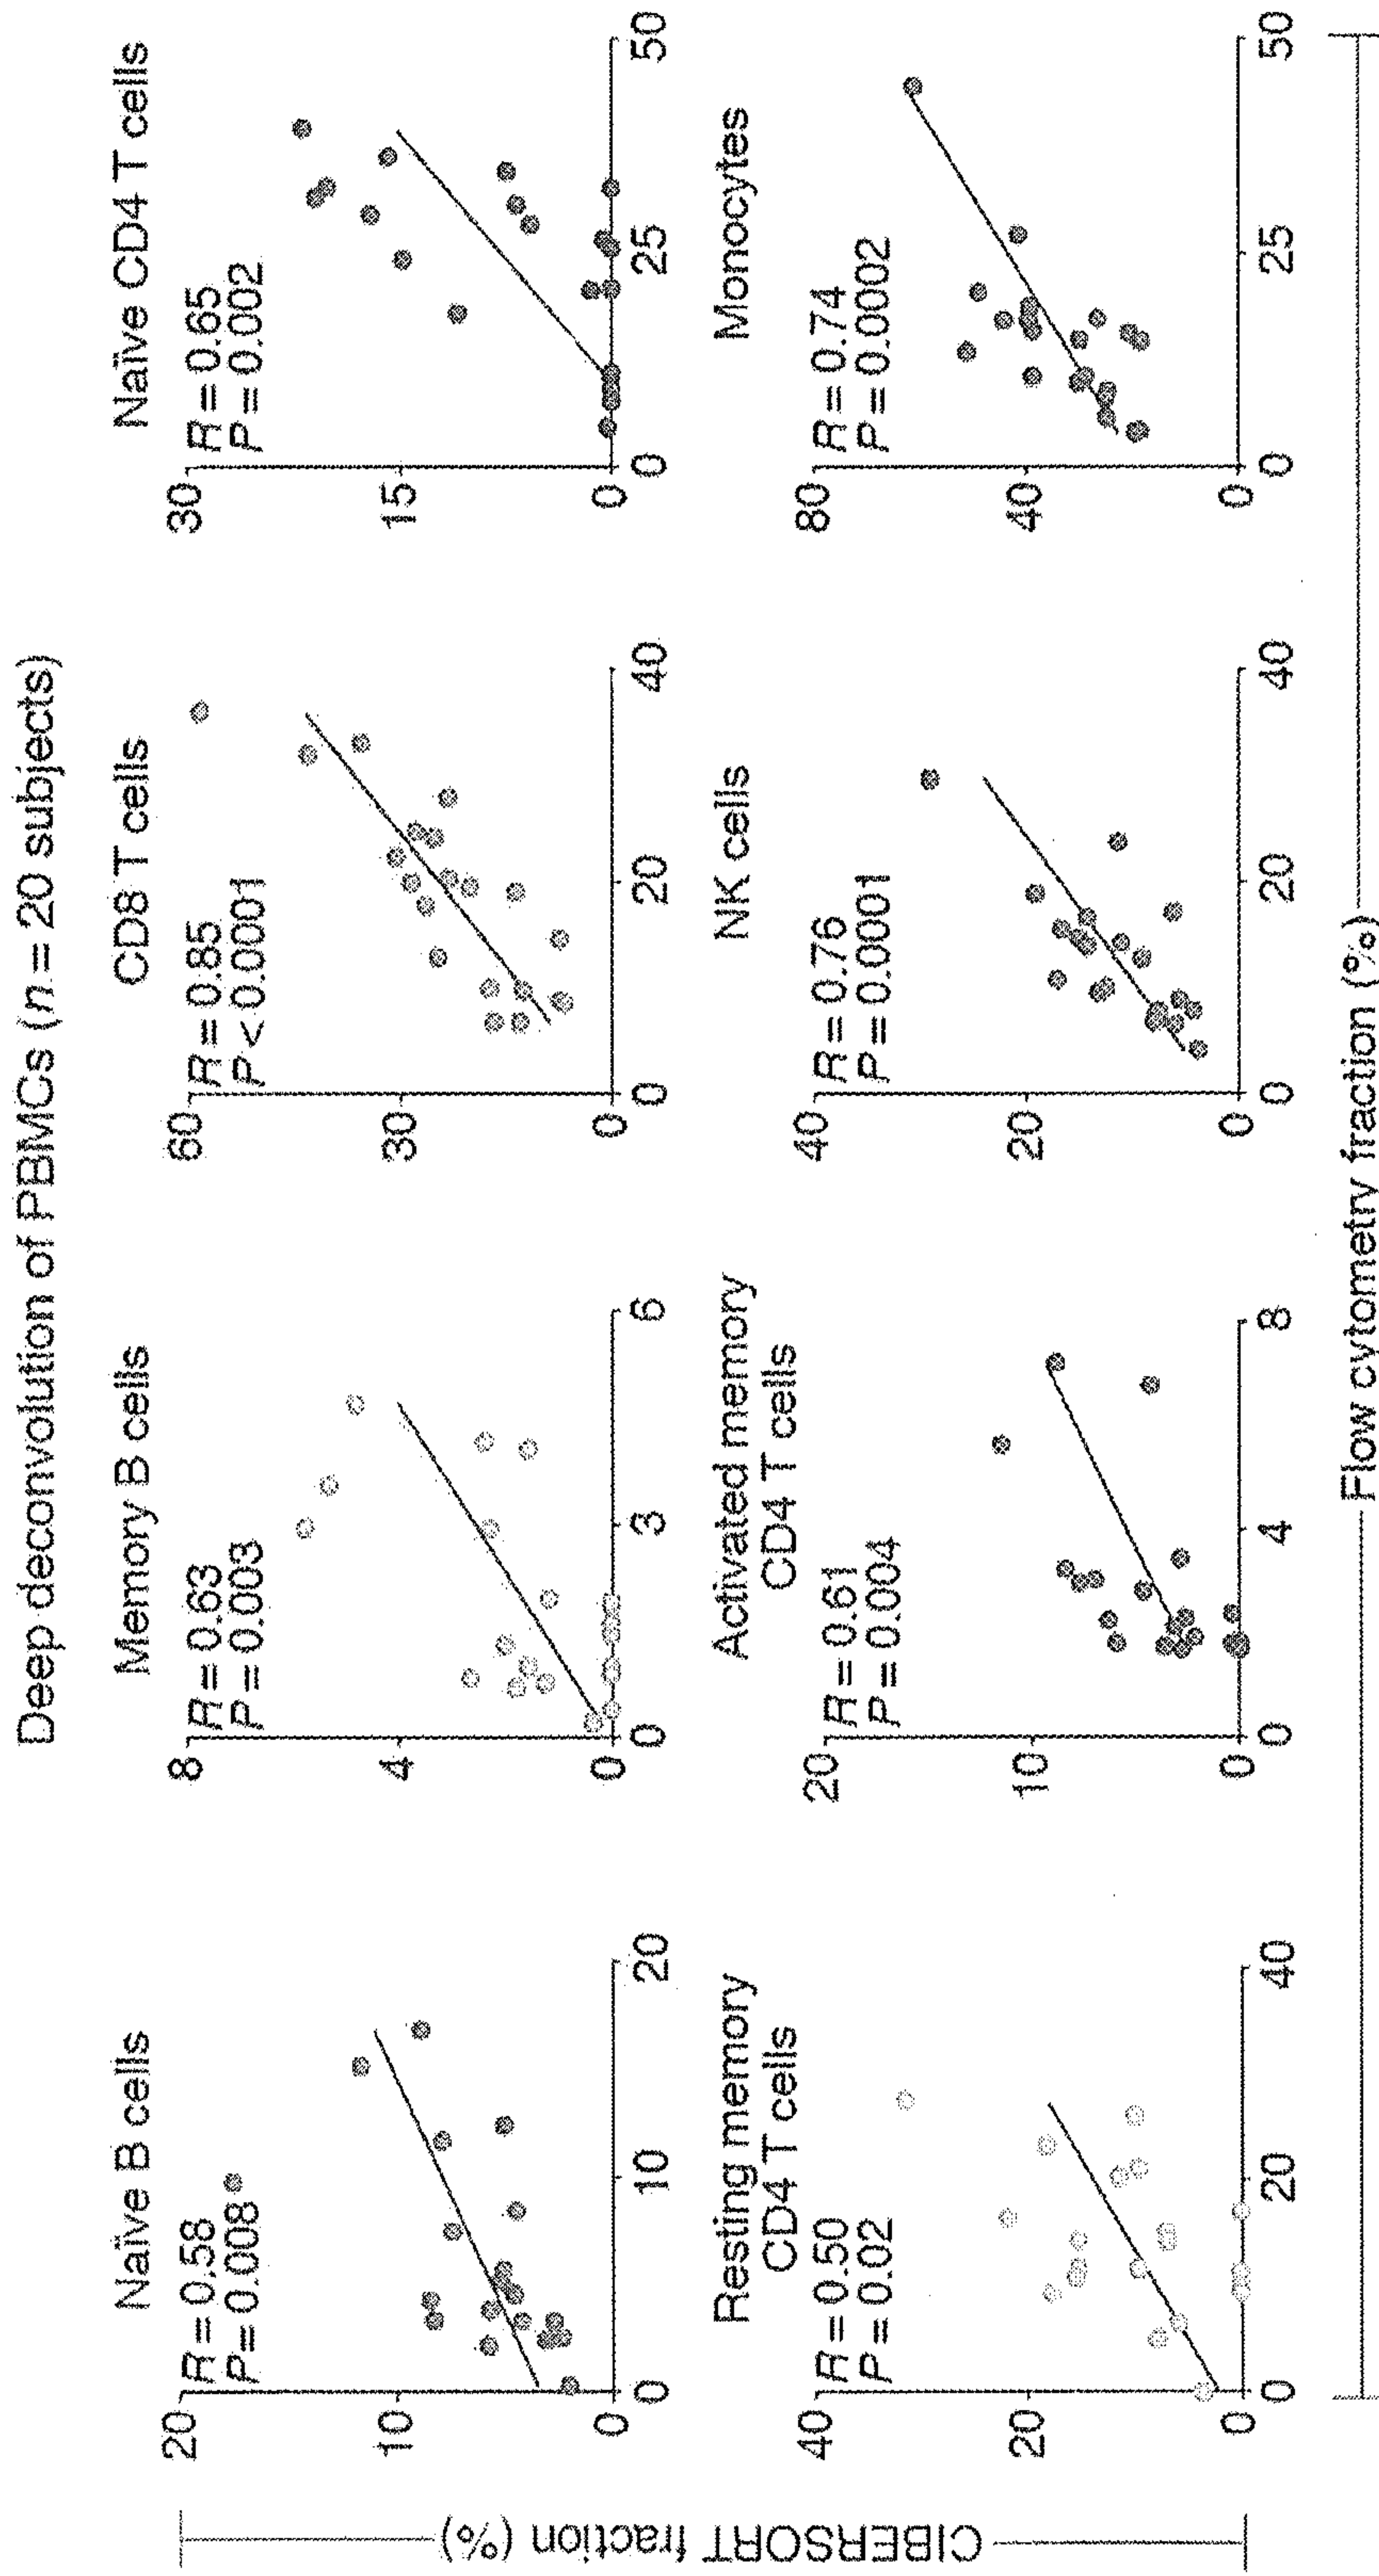 Deep deconvolution of PBMCs (n = 20 subjects)
CIBERSORT fraction (%)
Naïve B cells
R = 0.58
P = 0.008
20
10
0
0
10
20
Memory B cells
R = 0.63
P = 0.003
8
4
0
0
3
6
CD8 T cells
R = 0.85
P < 0.0001
60
30
0
0
20
40
Naïve CD4 T cells
R = 0.65
P = 0.002
30
15
0
0
25
50
Resting memory
CD4 T cells
R = 0.50
P = 0.02
40
20
0
0
20
40
Activated memory
CD4 T cells
R = 0.61
P = 0.004
20
10
0
0
4
8
NK cells
R = 0.76
P = 0.0001
40
20
0
0
20
40
Monocytes
R = 0.74
P = 0.0002
80
40
0
0
25
50
Flow cytometry fraction (%)